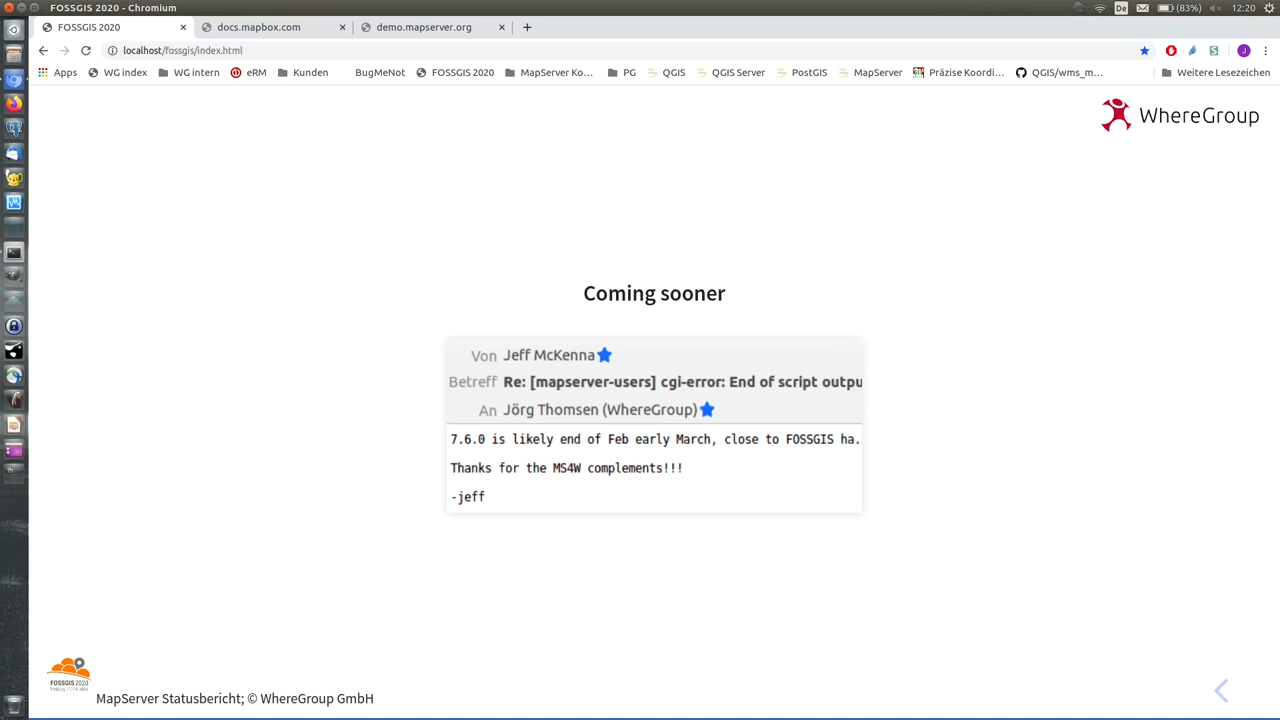 FOSSGIS 2020 - Chromium
De
(83%)
12:20
FOSSGIS 2020
docs.mapbox.com
demo.mapserver.org
localhost/fossgis/index.html
J
Apps
WG index
WG intern
eRM
Kunden
BugMeNot
FOSSGIS 2020
MapServer Ko...
PG
QGIS
QGIS Server
PostGIS
MapServer
Präzise Koordi...
QGIS/wms_m...
Weitere Lesezeichen
WhereGroup
Coming sooner
Von Jeff McKenna
Betreff Re: [mapserver-users] cgi-error: End of script outpu
An Jörg Thomsen (WhereGroup)
7.6.0 is likely end of Feb early March, close to FOSSGIS ha.
Thanks for the MS4W complements!!!
-jeff
FOSSGIS 2020
MapServer Statusbericht; © WhereGroup GmbH